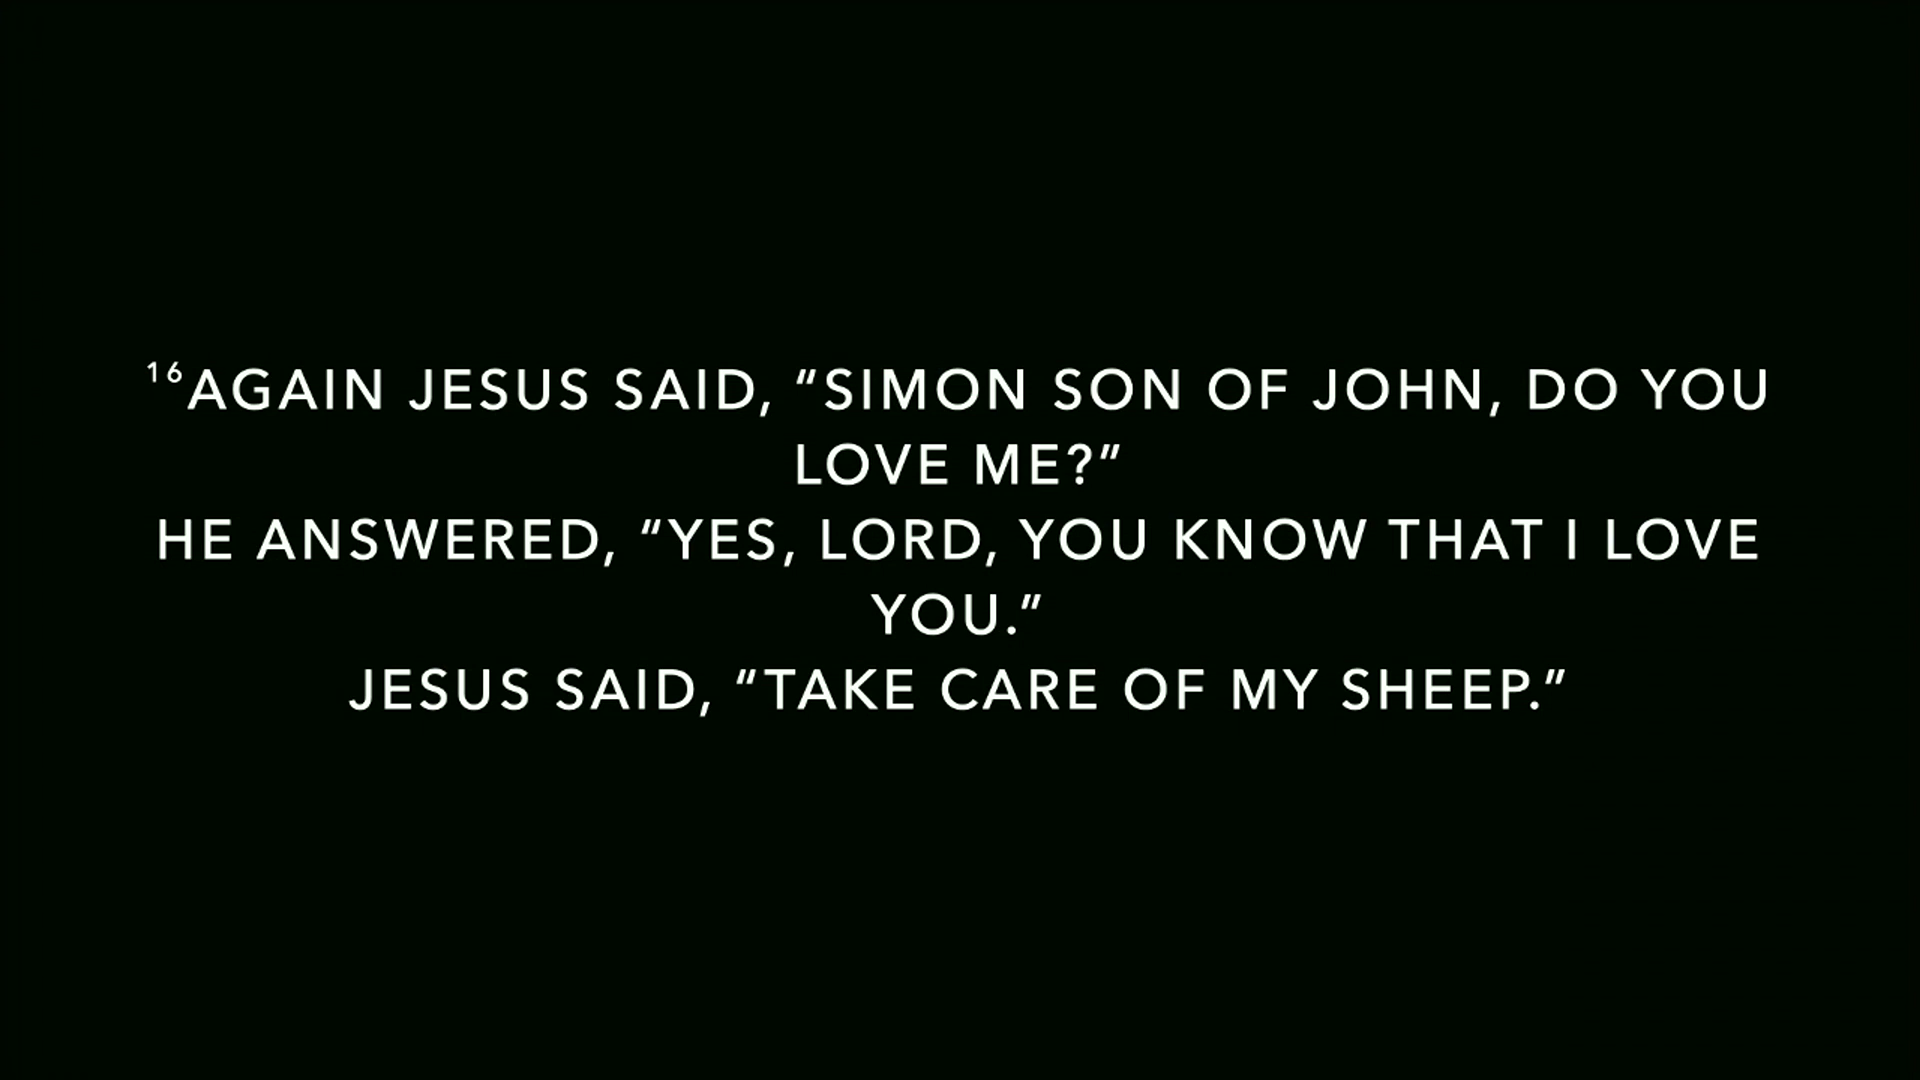 ¹⁶AGAIN JESUS SAID, “SIMON SON OF JOHN, DO YOU
LOVE ME?”
HE ANSWERED, “YES, LORD, YOU KNOW THAT I LOVE
YOU.”
JESUS SAID, “TAKE CARE OF MY SHEEP.”